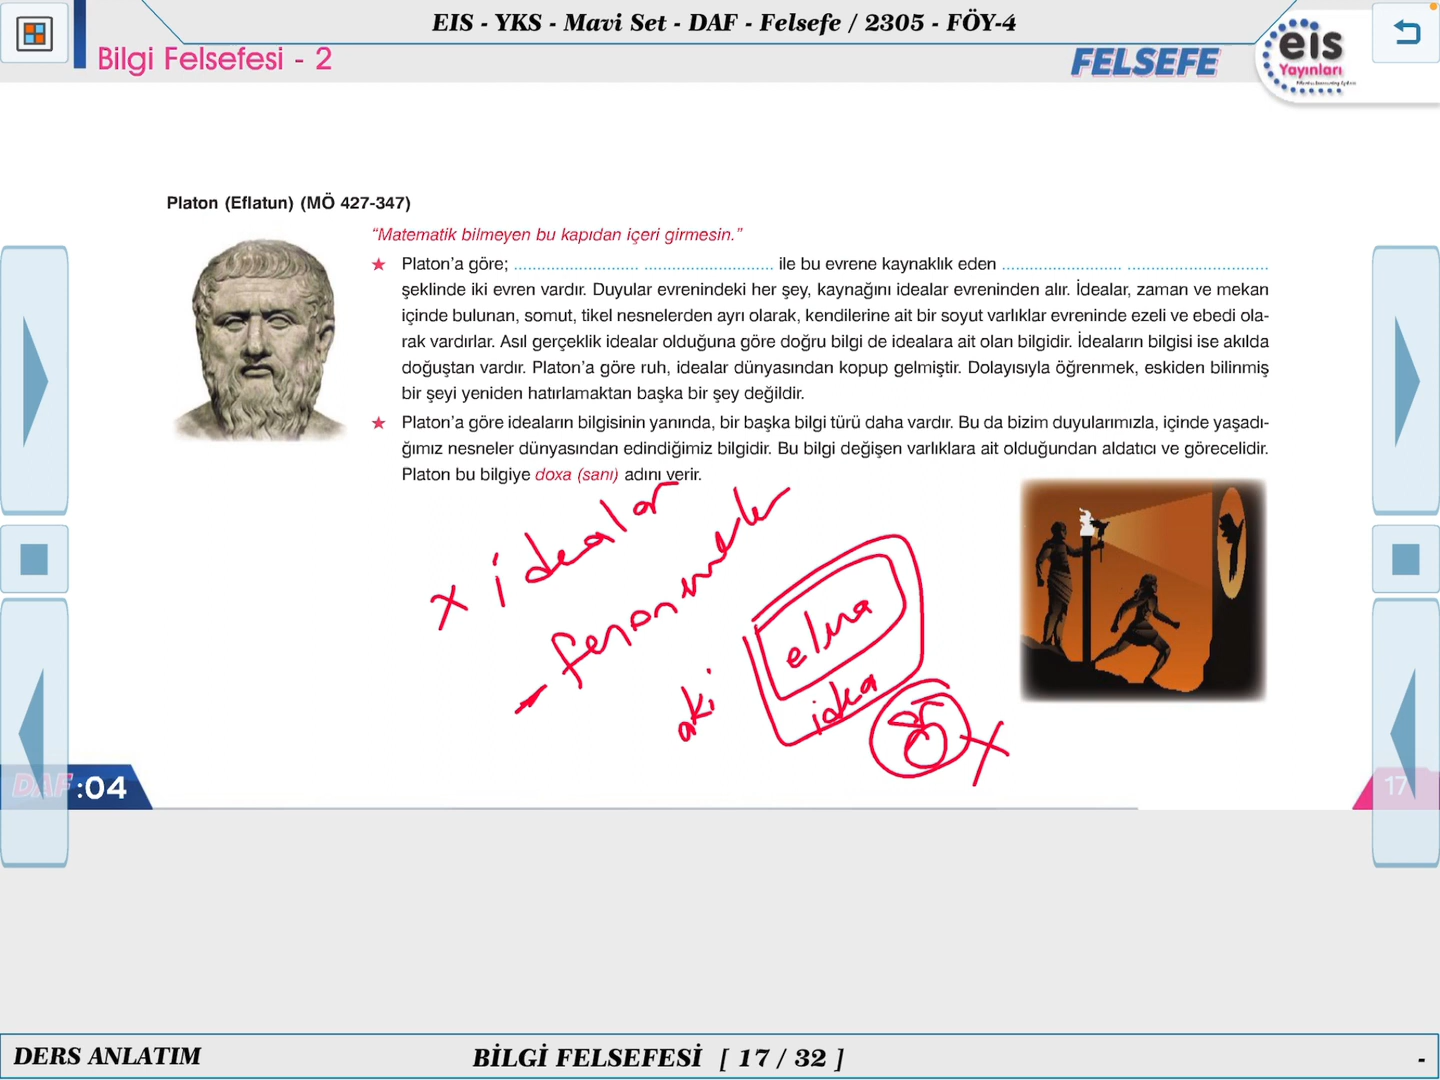 EIS - YKS - Mavi Set - DAF - Felsefe / 2305 - FÖY-4
Bilgi Felsefesi - 2
FELSEFE
eis
Yayınları
Platon (Eflatun) (MÖ 427-347)
“Matematik bilmeyen bu kapıdan içeri girmesin.”
★ Platon’a göre; ........................... ............................ ile bu evrene kaynaklık eden .......................... ..............................
şeklinde iki evren vardır. Duyular evrenindeki her şey, kaynağını idealar evreninden alır. İdealar, zaman ve mekan
içinde bulunan, somut, tikel nesnelerden ayrı olarak, kendilerine ait bir soyut varlıklar evreninde ezeli ve ebedi ola-
rak vardırlar. Asıl gerçeklik idealar olduğuna göre doğru bilgi de idealara ait olan bilgidir. İdeaların bilgisi ise akılda
doğuştan vardır. Platon’a göre ruh, idealar dünyasından kopup gelmiştir. Dolayısıyla öğrenmek, eskiden bilinmiş
bir şeyi yeniden hatırlamaktan başka bir şey değildir.
★ Platon’a göre ideaların bilgisinin yanında, bir başka bilgi türü daha vardır. Bu da bizim duyularımızla, içinde yaşadı-
ğımız nesneler dünyasından edindiğimiz bilgidir. Bu bilgi değişen varlıklara ait olduğundan aldatıcı ve görecelidir.
Platon bu bilgiye doxa (sanı) adını verir.
x idealar
- fenomenler
elma
idea
DAF :04
17
DERS ANLATIM
BİLGİ FELSEFESİ [ 17 / 32 ]
-